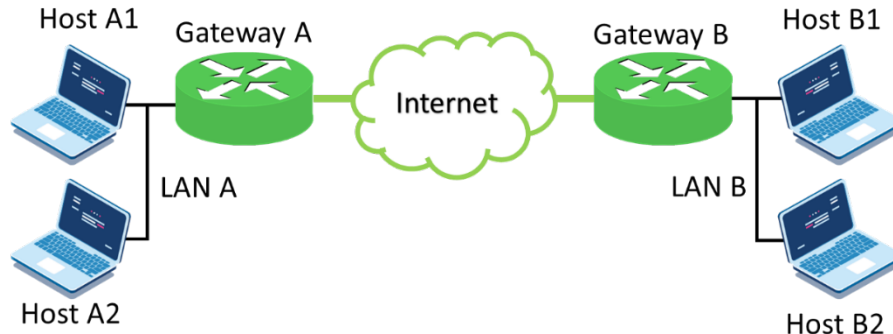 Host A1
Gateway A
Internet
Gateway B
Host B1
LAN A
LAN B
Host A2
Host B2